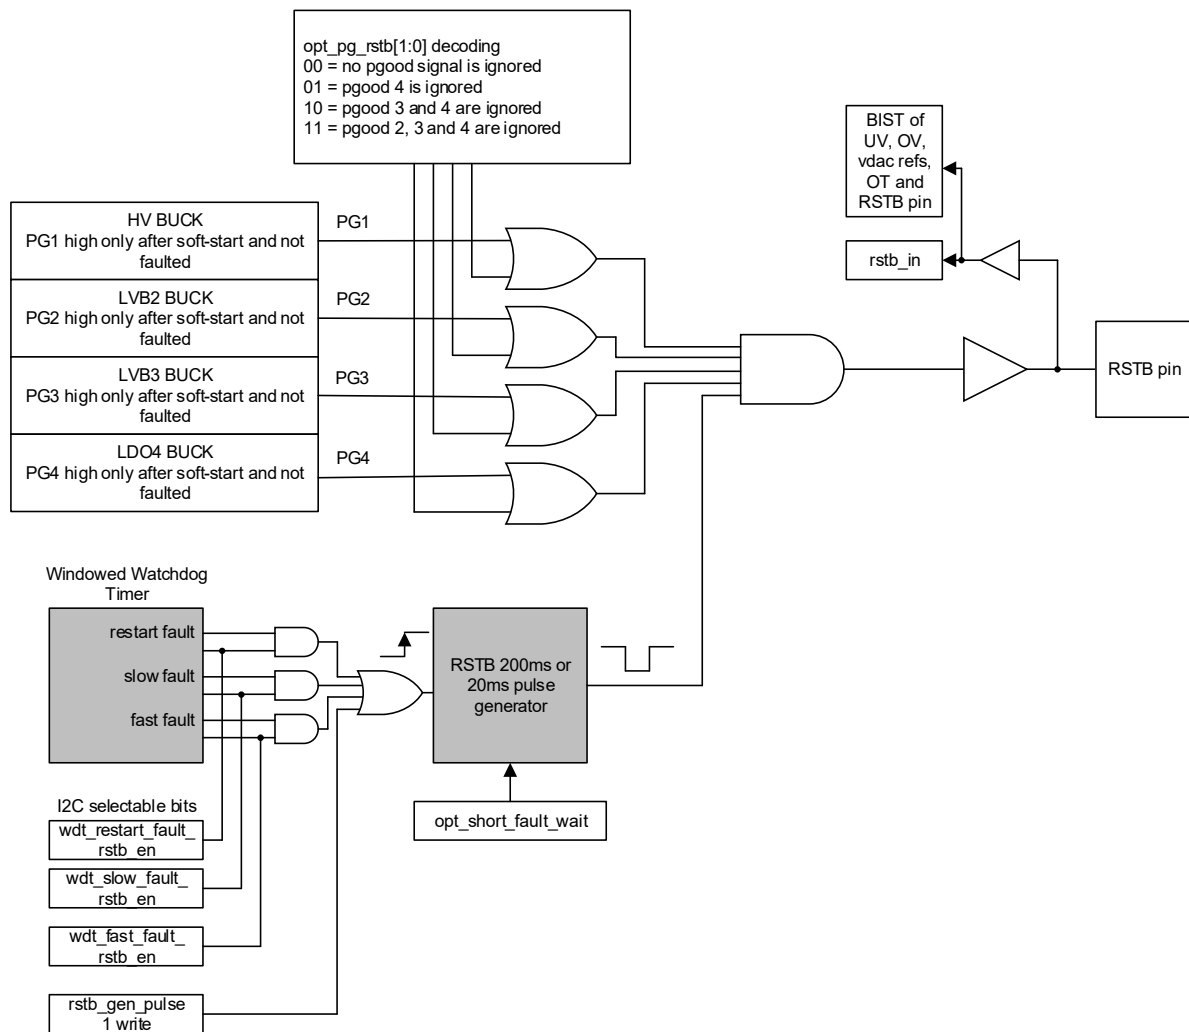 opt_pg_rstb[1:0] decoding
00 = no pgood signal is ignored
01 = pgood 4 is ignored
10 = pgood 3 and 4 are ignored
11 = pgood 2, 3 and 4 are ignored
BIST of
UV, OV,
vdac refs,
OT and
RSTB pin
rstb_in
HV BUCK
PG1 high only after soft-start and not
faulted
PG1
LVB2 BUCK
PG2 high only after soft-start and not
faulted
PG2
LVB3 BUCK
PG3 high only after soft-start and not
faulted
PG3
LDO4 BUCK
PG4 high only after soft-start and not
faulted
PG4
RSTB pin
Windowed Watchdog
Timer
restart fault
slow fault
fast fault
RSTB 200ms or
20ms pulse
generator
opt_short_fault_wait
I2C selectable bits
wdt_restart_fault_
rstb_en
wdt_slow_fault_
rstb_en
wdt_fast_fault_
rstb_en
rstb_gen_pulse
1 write